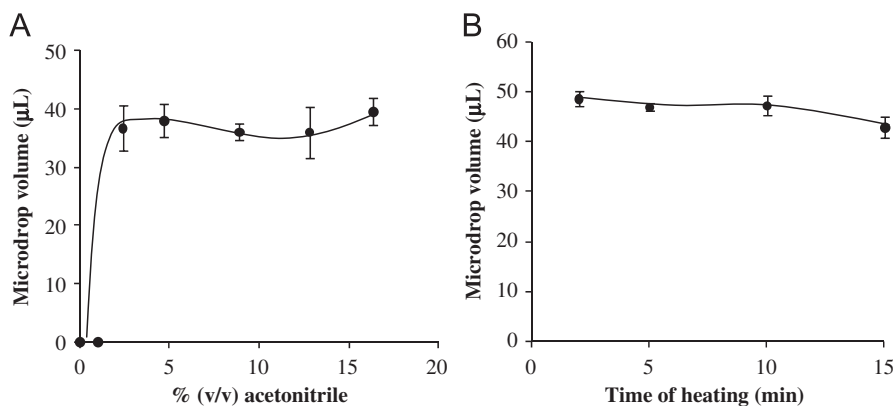 A
50
40
30
20
10
0
Microdrop volume (µL)
0 5 10 15 20
% (v/v) acetonitrile
B
60
50
40
30
20
10
0
Microdrop volume (µL)
0 5 10 15
Time of heating (min)